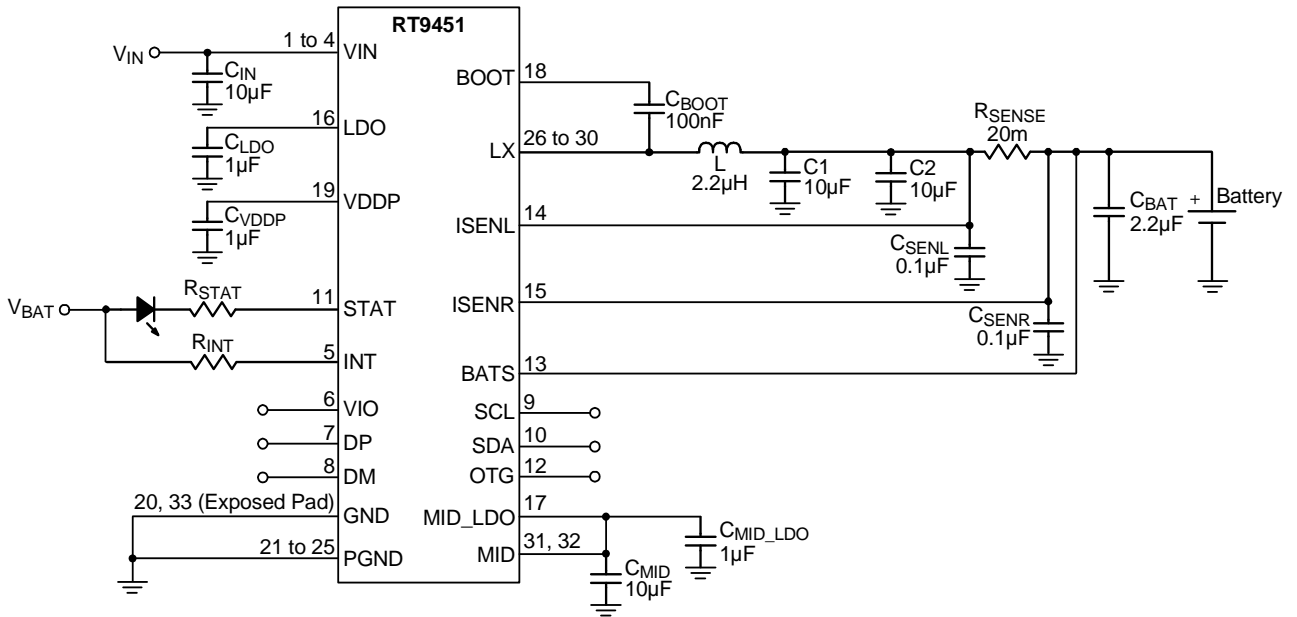 RT9451
VIN
1 to 4
VIN
CIN
10µF
16
LDO
CLDO
1µF
19
VDDP
CVDDP
1µF
VBAT
RSTAT
11
STAT
RINT
5
INT
6
VIO
7
DP
8
DM
20, 33 (Exposed Pad)
GND
21 to 25
PGND
BOOT
18
CBOOT
100nF
LX
26 to 30
L
2.2µH
C1
10µF
C2
10µF
RSENSE
20m
ISENL
14
CSENL
0.1µF
CBAT
2.2µF
+
Battery
ISENR
15
CSENR
0.1µF
BATS
13
SCL
9
SDA
10
OTG
12
MID_LDO
17
CMID_LDO
1µF
MID
31, 32
CMID
10µF